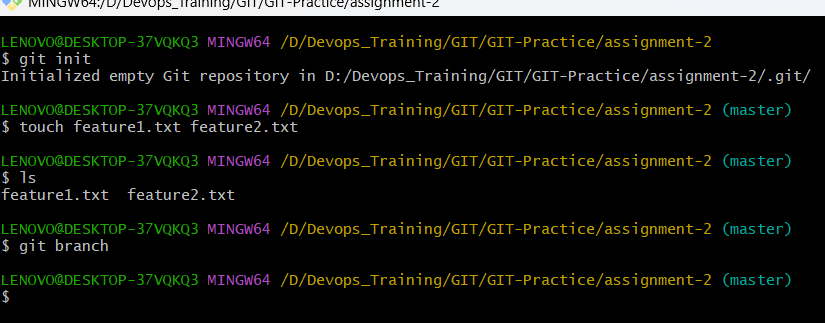 MINGW64:/D/Devops_Training/GIT/GIT-Practice/assignment-2
LENOVO@DESKTOP-37VQKQ3 MINGW64 /D/Devops_Training/GIT/GIT-Practice/assignment-2
$ git init
Initialized empty Git repository in D:/Devops_Training/GIT/GIT-Practice/assignment-2/.git/
LENOVO@DESKTOP-37VQKQ3 MINGW64 /D/Devops_Training/GIT/GIT-Practice/assignment-2 (master)
$ touch feature1.txt feature2.txt
LENOVO@DESKTOP-37VQKQ3 MINGW64 /D/Devops_Training/GIT/GIT-Practice/assignment-2 (master)
$ ls
feature1.txt  feature2.txt
LENOVO@DESKTOP-37VQKQ3 MINGW64 /D/Devops_Training/GIT/GIT-Practice/assignment-2 (master)
$ git branch
LENOVO@DESKTOP-37VQKQ3 MINGW64 /D/Devops_Training/GIT/GIT-Practice/assignment-2 (master)
$